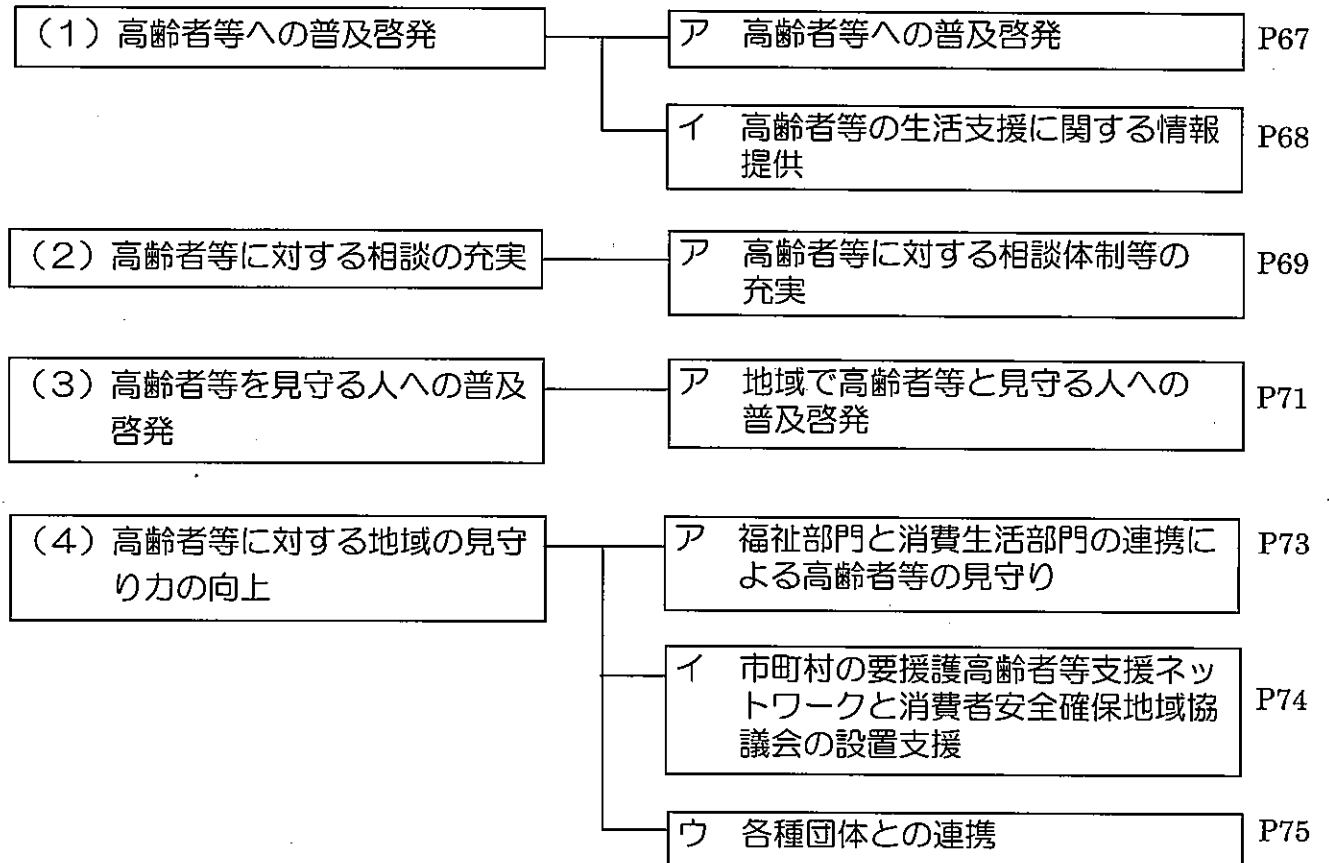 (1)高齢者等への普及啓発
ア 高齢者等への普及啓発 P67
イ 高齢者等の生活支援に関する情報
提供 P68
(2)高齢者等に対する相談の充実
ア 高齢者等に対する相談体制等の
充実 P69
(3)高齢者等を見守る人への普及
啓発
ア 地域で高齢者等と見守る人への
普及啓発 P71
(4)高齢者等に対する地域の見守
り力の向上
ア 福祉部門と消費生活部門の連携に
よる高齢者等の見守り P73
イ 市町村の要援護高齢者等支援ネッ
トワークと消費者安全確保地域協
議会の設置支援 P74
ウ 各種団体との連携 P75